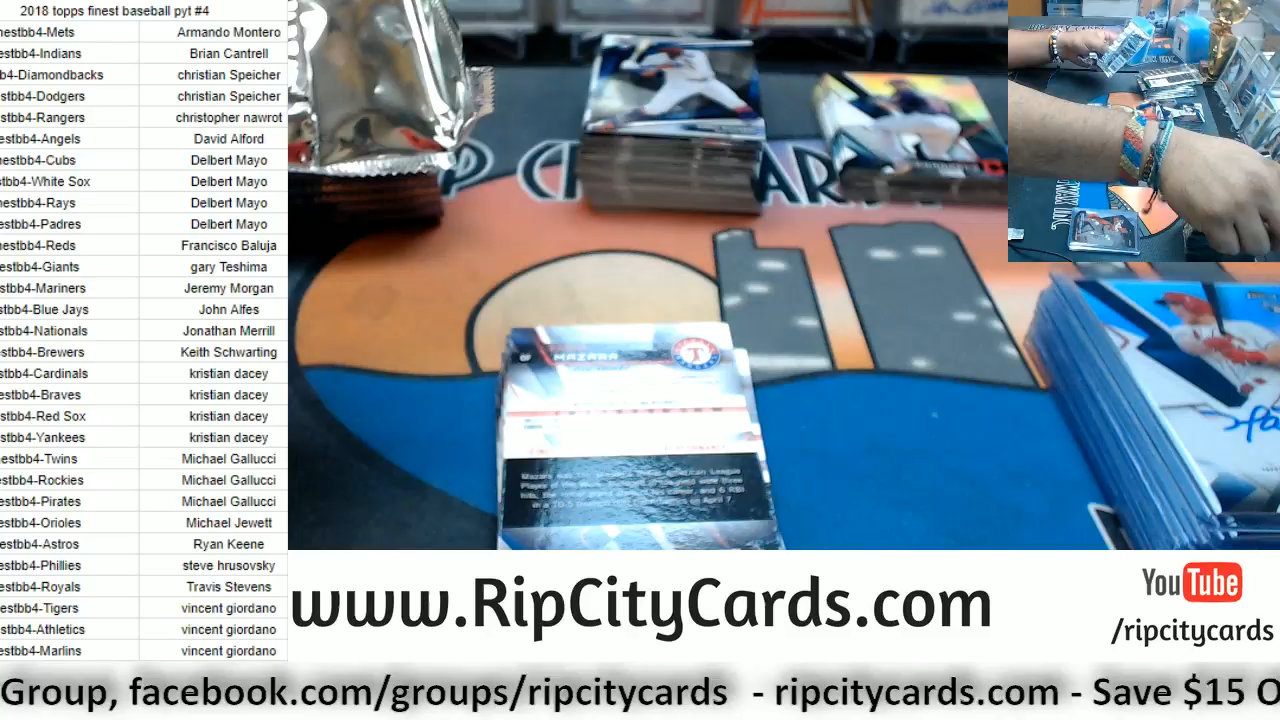 2018 topps finest baseball pyt #4
nestbb4-Mets Armando Montero
estbb4-Indians Brian Cantrell
b4-Diamondbacks christian Speicher
stbb4-Dodgers christian Speicher
stbb4-Rangers christopher nawrot
estbb4-Angels David Alford
nestbb4-Cubs Delbert Mayo
tbb4-White Sox Delbert Mayo
nestbb4-Rays Delbert Mayo
stbb4-Padres Delbert Mayo
nestbb4-Reds Francisco Baluja
estbb4-Giants gary Teshima
stbb4-Mariners Jeremy Morgan
stbb4-Blue Jays John Alfes
stbb4-Nationals Jonathan Merrill
estbb4-Brewers Keith Schwarting
stbb4-Cardinals kristian dacey
estbb4-Braves kristian dacey
stbb4-Red Sox kristian dacey
stbb4-Yankees kristian dacey
nestbb4-Twins Michael Gallucci
stbb4-Rockies Michael Gallucci
estbb4-Pirates Michael Gallucci
estbb4-Orioles Michael Jewett
estbb4-Astros Ryan Keene
stbb4-Phillies steve hrusovsky
estbb4-Royals Travis Stevens
estbb4-Tigers vincent giordano
stbb4-Athletics vincent giordano
stbb4-Marlins vincent giordano
OF MAZARA
T
www.RipCityCards.com
YouTube
/ripcitycards
Group, facebook.com/groups/ripcitycards - ripcitycards.com - Save $15 O